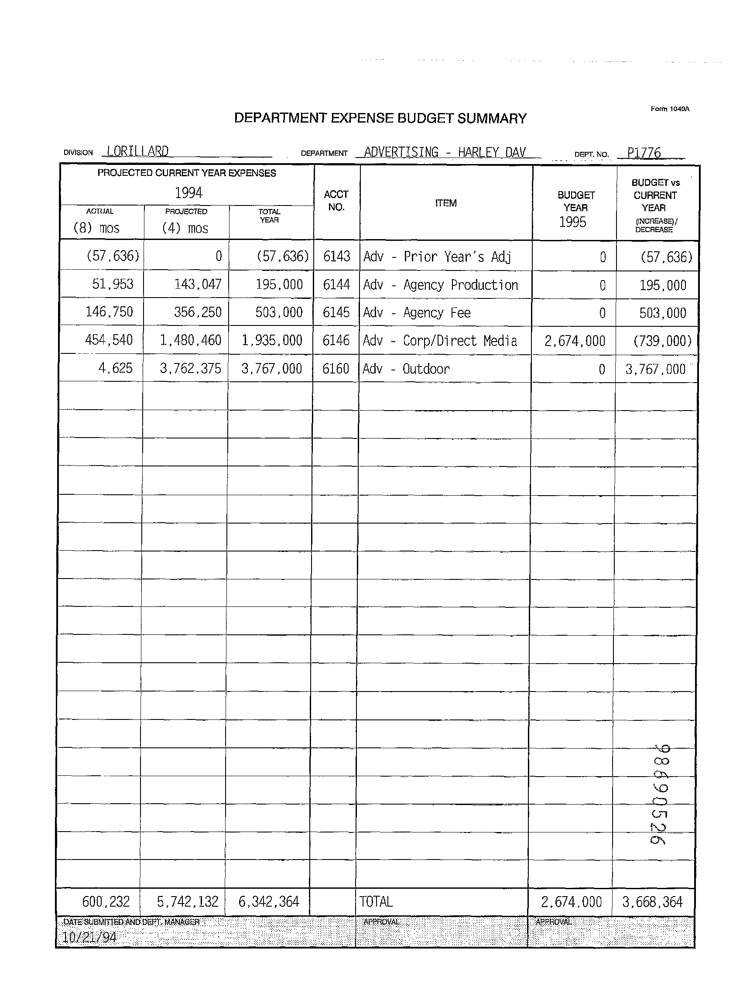 Form 1049A
DEPARTMENT EXPENSE BUDGET SUMMARY
DIVISION LORILLARD DEPARTMENT ADVERTISING - HARLEY DAV DEPT. NO. P1776
PROJECTED CURRENT YEAR EXPENSES
1994
ACTUAL (8) mos PROJECTED (4) mos TOTAL YEAR ACCT NO. ITEM BUDGET YEAR 1995 BUDGET vs CURRENT YEAR (INCREASE)/ DECREASE
(57,636) 0 (57,636) 6143 Adv - Prior Year's Adj 0 (57,636)
51,953 143,047 195,000 6144 Adv - Agency Production 0 195,000
146,750 356,250 503,000 6145 Adv - Agency Fee 0 503,000
454,540 1,480,460 1,935,000 6146 Adv - Corp/Direct Media 2,674,000 (739,000)
4,625 3,762,375 3,767,000 6160 Adv - Outdoor 0 3,767,000
98690526
600,232 5,742,132 6,342,364 TOTAL 2,674,000 3,668,364
DATE SUBMITTED AND DEPT. MANAGER APPROVAL APPROVAL
10/21/94